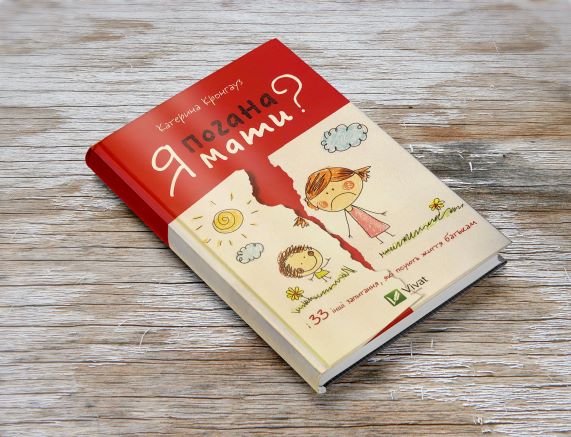 Катерина Кронгауз
Я погана
мати?
і 33 інші запитання, які псують життя батькам
Vivat